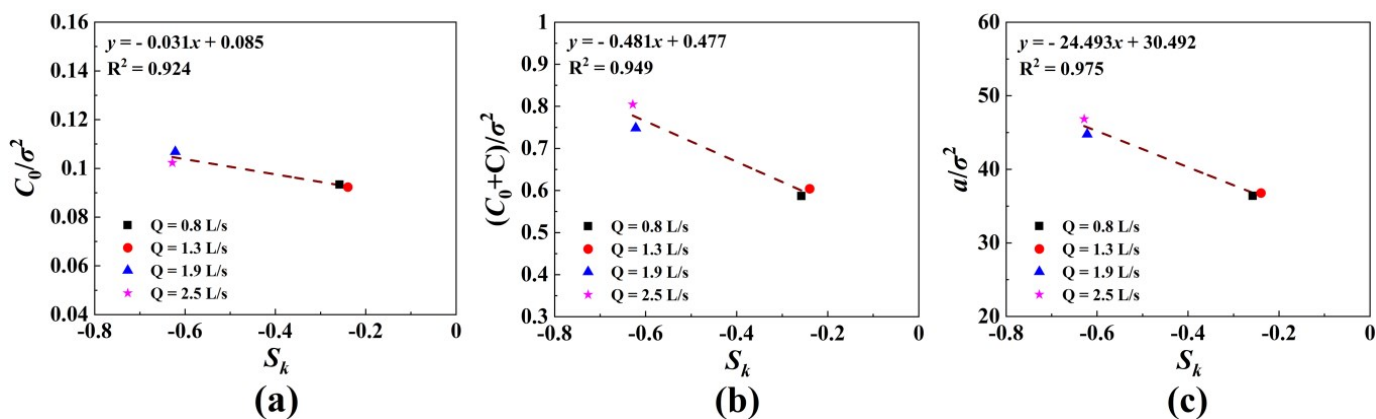 y = - 0.031x + 0.085
R² = 0.924
C₀/σ²
0.16
0.14
0.12
0.1
0.08
0.06
0.04
Q = 0.8 L/s
Q = 1.3 L/s
Q = 1.9 L/s
Q = 2.5 L/s
-0.8 -0.6 -0.4 -0.2 0
Sₖ
(a)
y = - 0.481x + 0.477
R² = 0.949
(C₀+C)/σ²
1
0.9
0.8
0.7
0.6
0.5
0.4
0.3
Q = 0.8 L/s
Q = 1.3 L/s
Q = 1.9 L/s
Q = 2.5 L/s
-0.8 -0.6 -0.4 -0.2 0
Sₖ
(b)
y = - 24.493x + 30.492
R² = 0.975
a/σ²
60
50
40
30
20
Q = 0.8 L/s
Q = 1.3 L/s
Q = 1.9 L/s
Q = 2.5 L/s
-0.8 -0.6 -0.4 -0.2 0
Sₖ
(c)